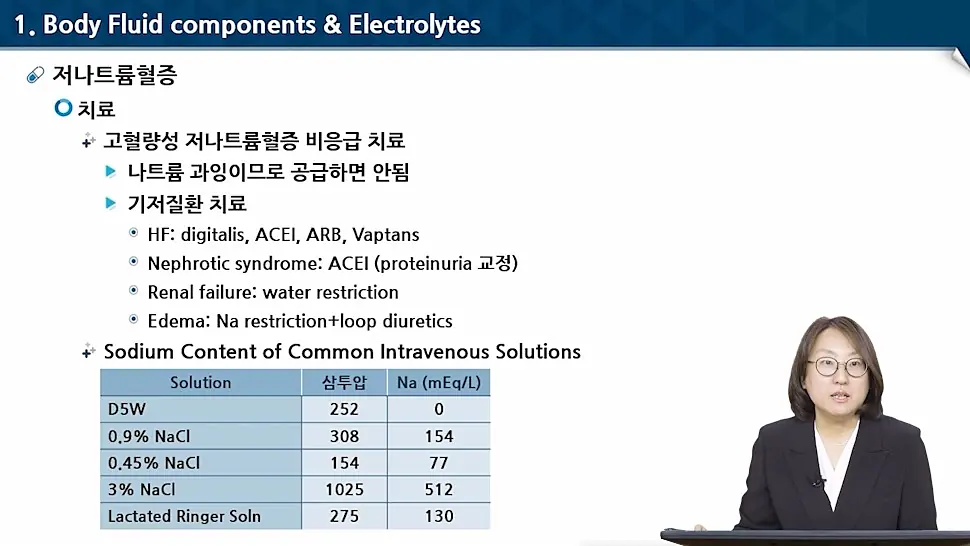 1. Body Fluid components & Electrolytes
저나트륨혈증
치료
고혈량성 저나트륨혈증 비응급 치료
나트륨 과잉이므로 공급하면 안됨
기저질환 치료
HF: digitalis, ACEI, ARB, Vaptans
Nephrotic syndrome: ACEI (proteinuria 교정)
Renal failure: water restriction
Edema: Na restriction+loop diuretics
Sodium Content of Common Intravenous Solutions
Solution 삼투압 Na (mEq/L)
D5W 252 0
0.9% NaCl 308 154
0.45% NaCl 154 77
3% NaCl 1025 512
Lactated Ringer Soln 275 130